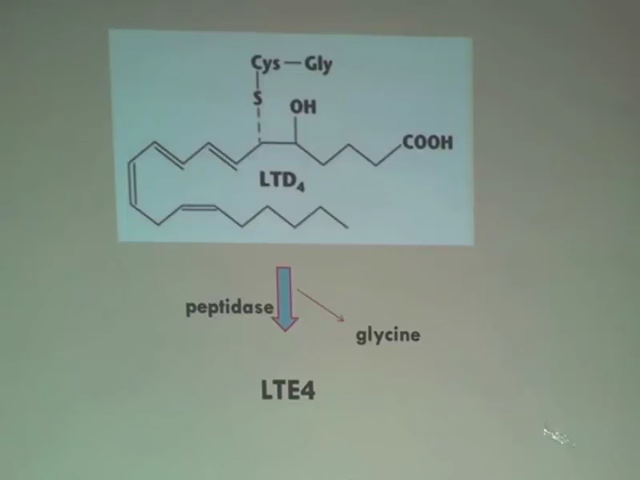 Cys—Gly
S
OH
COOH
LTD4
peptidase
glycine
LTE4